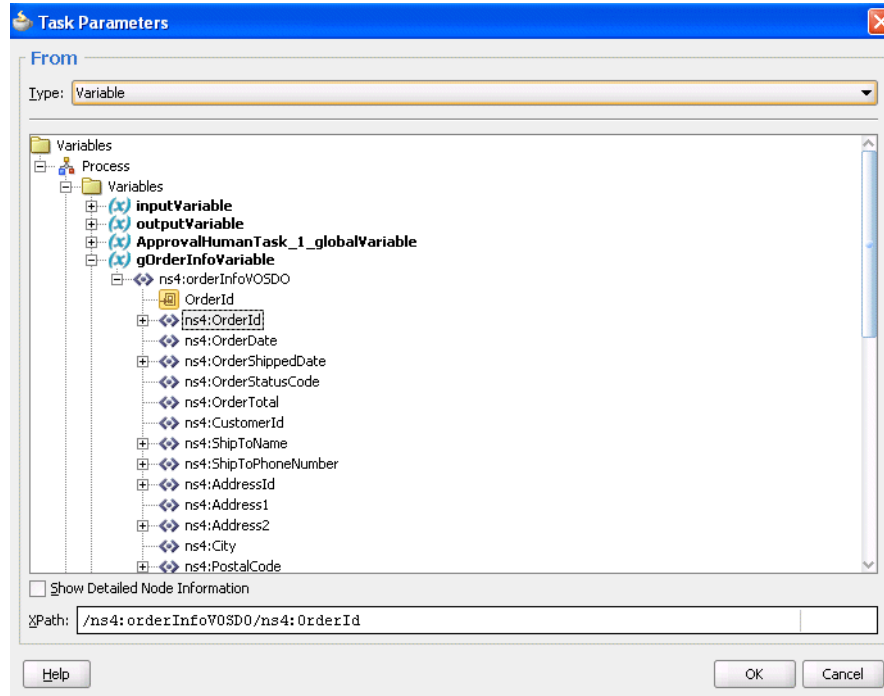 Task Parameters
From
Type: Variable
Variables
Process
Variables
inputVariable
outputVariable
ApprovalHumanTask_1_globalVariable
gOrderInfoVariable
ns4:orderInfoVOSDO
OrderId
ns4:OrderId
ns4:OrderDate
ns4:OrderShippedDate
ns4:OrderStatusCode
ns4:OrderTotal
ns4:CustomerId
ns4:ShipToName
ns4:ShipToPhoneNumber
ns4:AddressId
ns4:Address1
ns4:Address2
ns4:City
ns4:PostalCode
Show Detailed Node Information
XPath: /ns4:orderInfoVOSDO/ns4:OrderId
Help OK Cancel